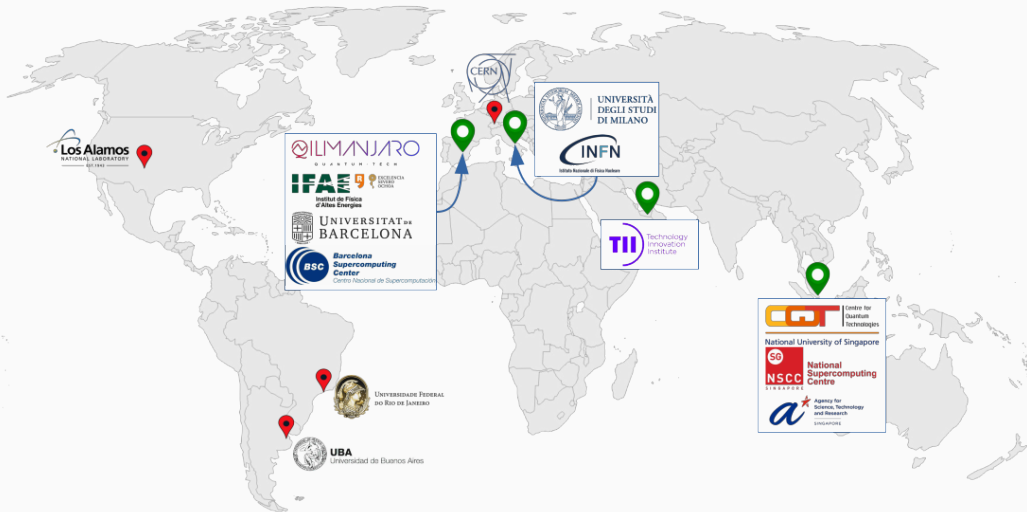 CERN
UNIVERSITÀ
DEGLI STUDI
DI MILANO
INFN
Istituto Nazionale di Fisica Nucleare
Los Alamos
NATIONAL LABORATORY
EST. 1943
QILIMANJARO
QUANTUM · TECH
IFAE
EXCELENCIA
SEVERO
OCHOA
Institut de Física
d'Altes Energies
UNIVERSITAT DE
BARCELONA
BSC
Barcelona
Supercomputing
Center
Centro Nacional de Supercomputación
TII
Technology
Innovation
Institute
CQT
Centre for
Quantum
Technologies
National University of Singapore
SG
NSCC
SINGAPORE
National
Supercomputing
Centre
a
Agency for
Science, Technology
and Research
SINGAPORE
UNIVERSIDADE FEDERAL
DO RIO DE JANEIRO
UBA
Universidad de Buenos Aires